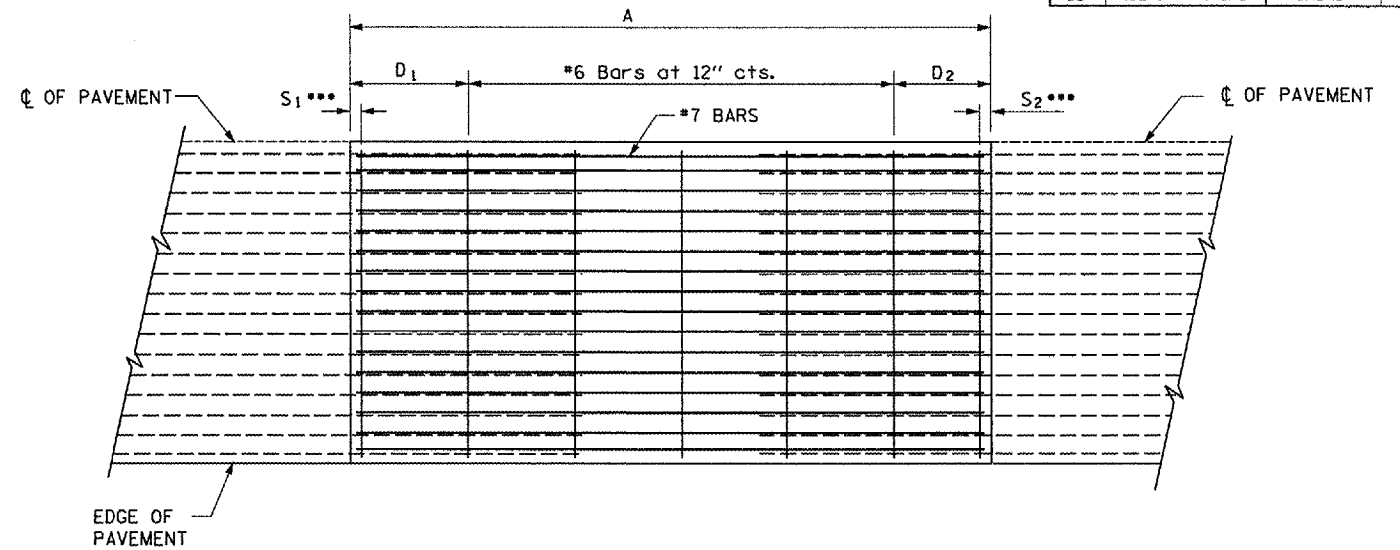 A
D1
*6 Bars at 12" cts.
D2
℄ OF PAVEMENT
S1 ***
*7 BARS
S2 ***
℄ OF PAVEMENT
EDGE OF
PAVEMENT